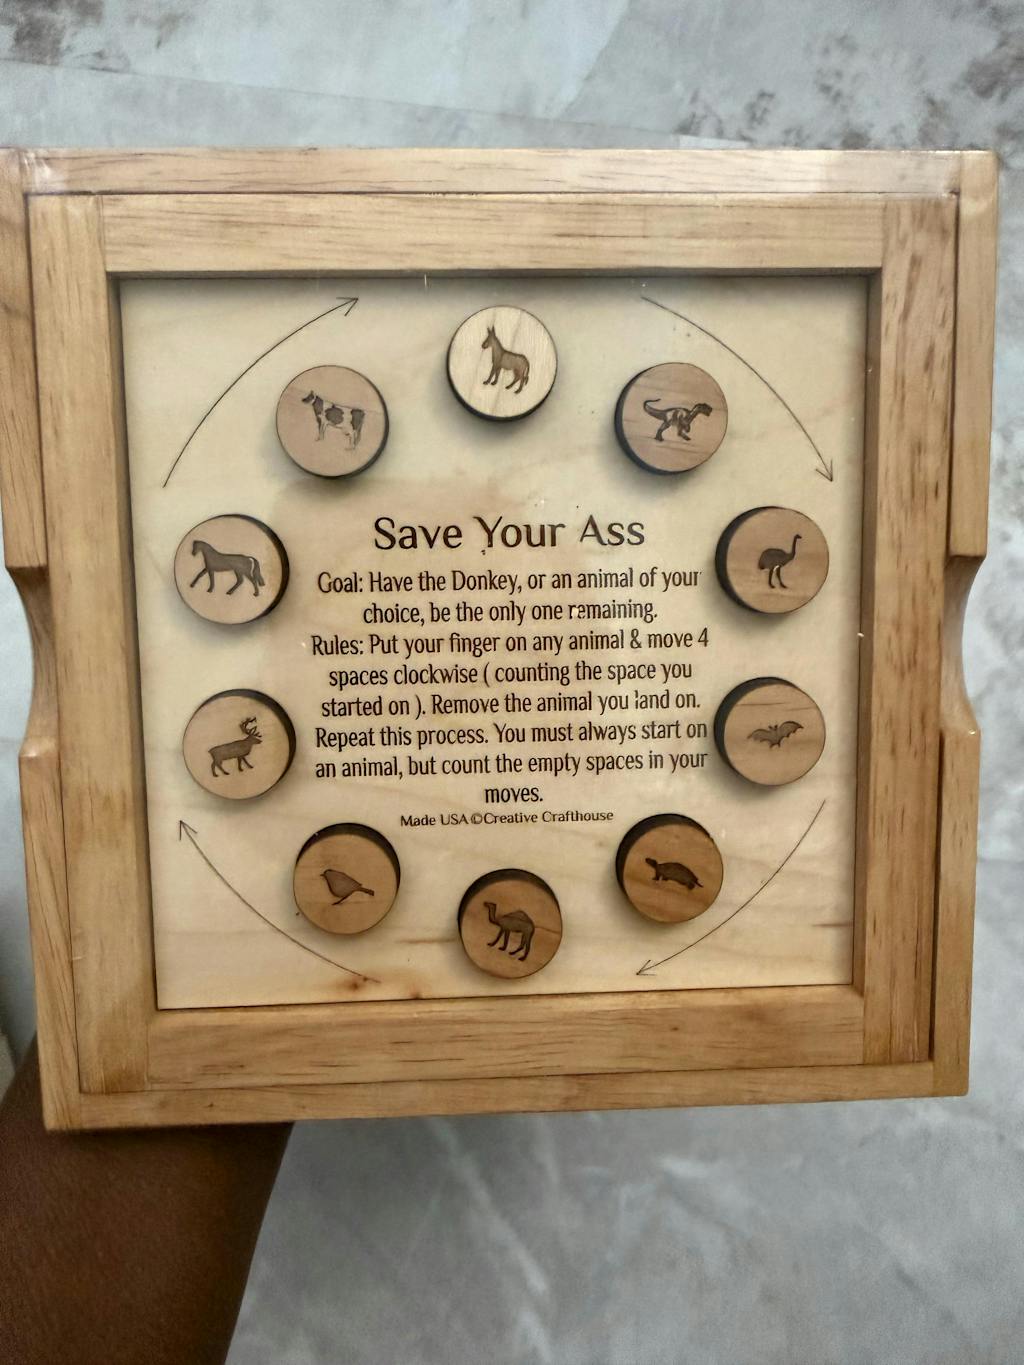 Save Your Ass
Goal: Have the Donkey, or an animal of your
choice, be the only one remaining.
Rules: Put your finger on any animal & move 4
spaces clockwise ( counting the space you
started on ). Remove the animal you land on.
Repeat this process. You must always start on
an animal, but count the empty spaces in your
moves.
Made USA©Creative Crafthouse